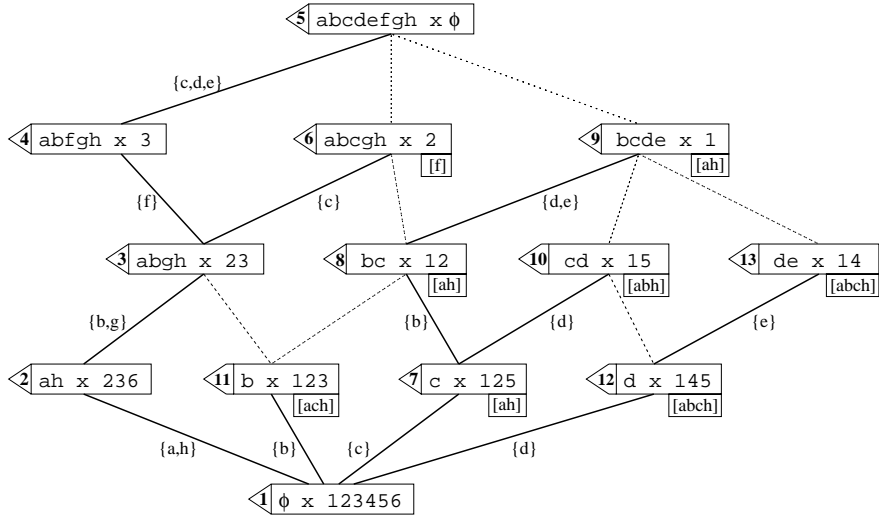 5 abcdefgh x ϕ
{c,d,e}
4 abfgh x 3
6 abcgh x 2
[f]
9 bcde x 1
[ah]
{f}
{c}
{d,e}
3 abgh x 23
8 bc x 12
[ah]
10 cd x 15
[abh]
13 de x 14
[abch]
{b,g}
{b}
{d}
{e}
2 ah x 236
11 b x 123
[ach]
7 c x 125
[ah]
12 d x 145
[abch]
{a,h}
{b}
{c}
{d}
1 ϕ x 123456